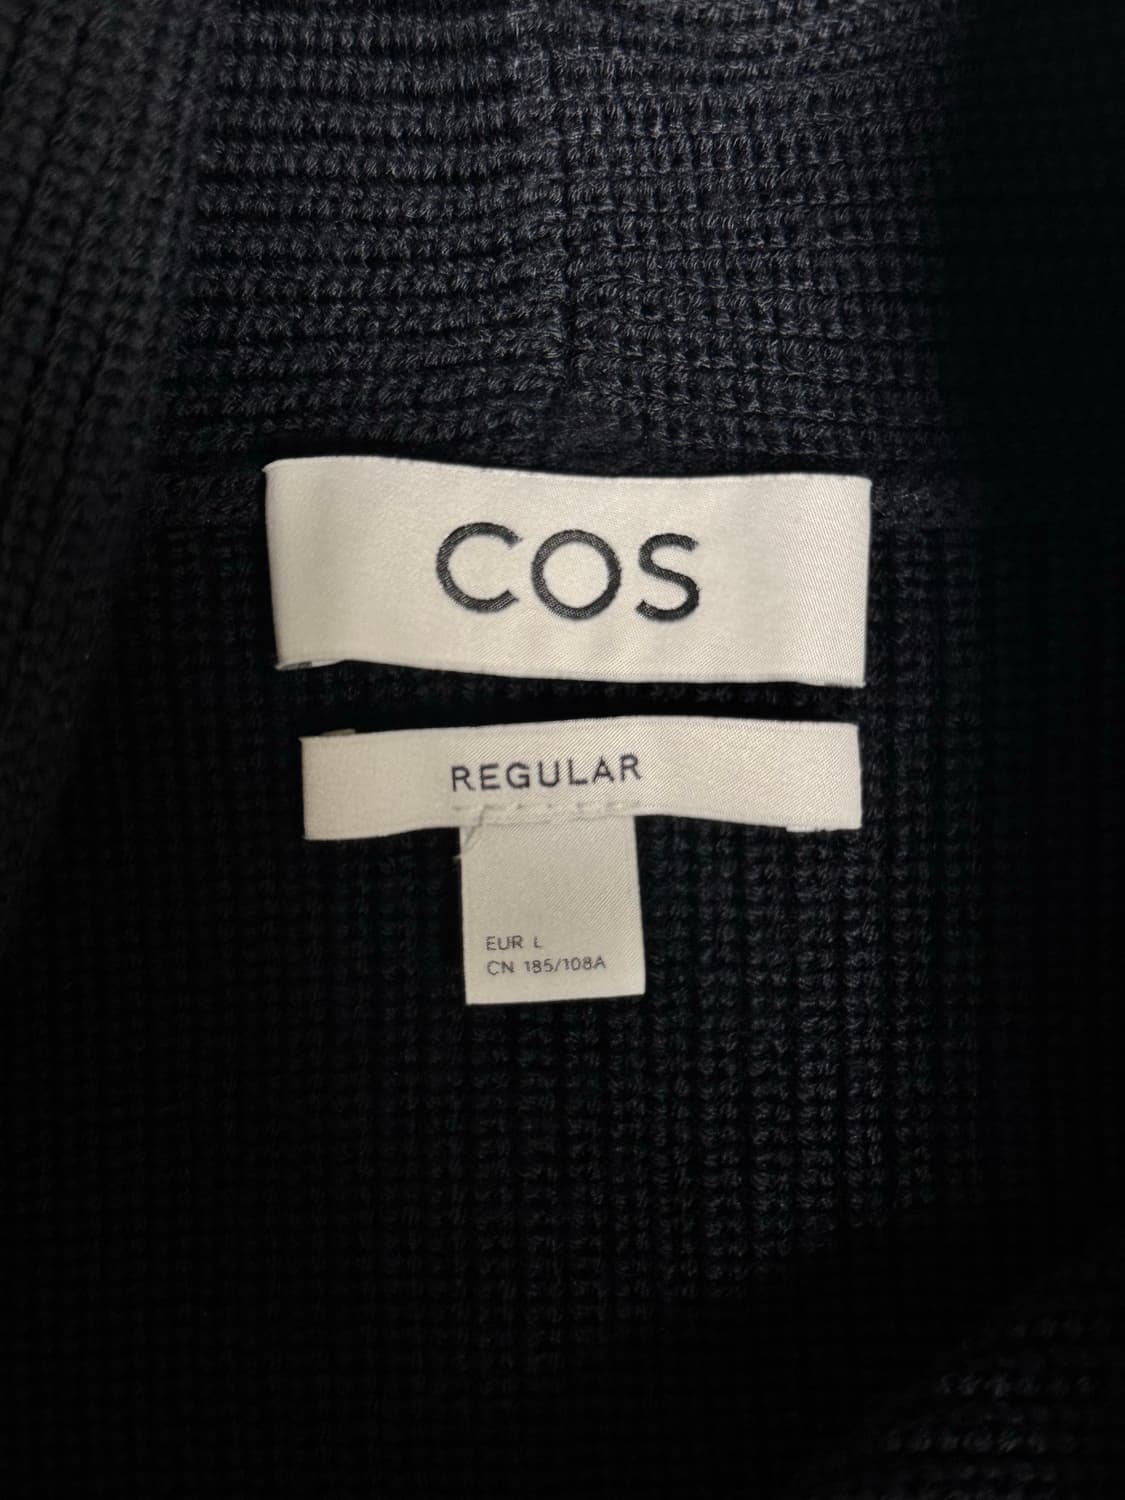 COS
REGULAR
EUR L
CN 185/108A